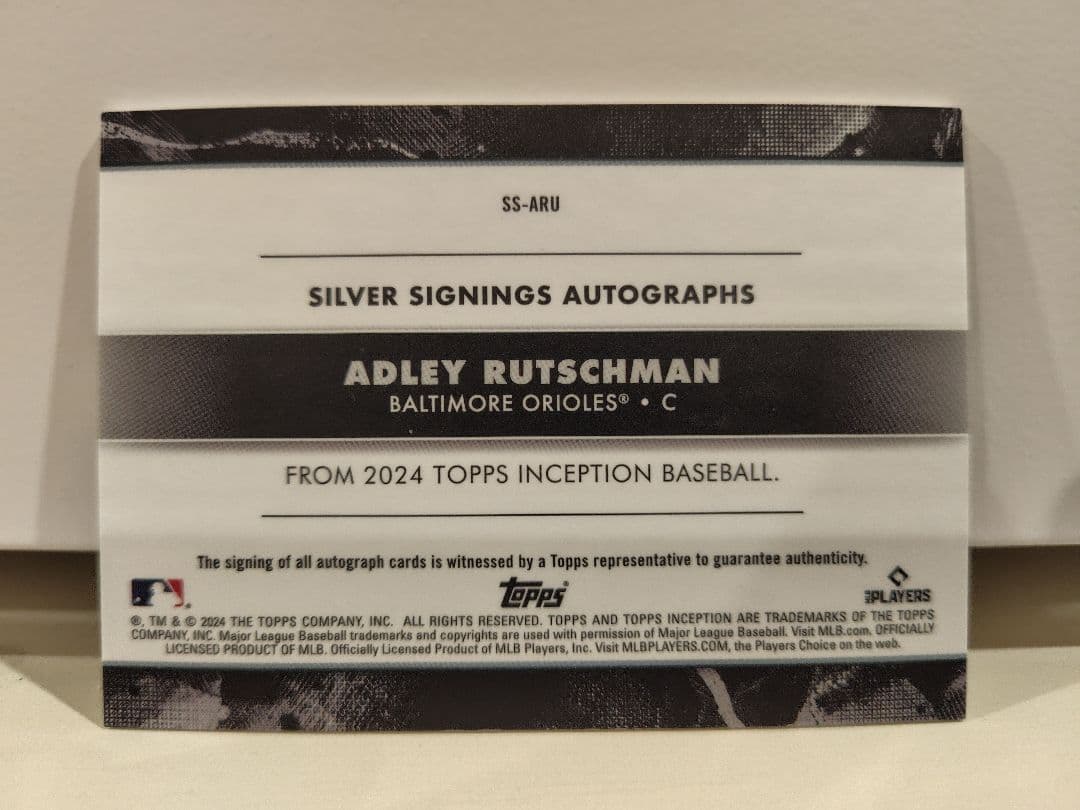 SS-ARU
SILVER SIGNINGS AUTOGRAPHS
ADLEY RUTSCHMAN
BALTIMORE ORIOLES® • C
FROM 2024 TOPPS INCEPTION BASEBALL.
The signing of all autograph cards is witnessed by a Topps representative to guarantee authenticity.
Topps
PLAYERS
®, TM & © 2024 THE TOPPS COMPANY, INC. ALL RIGHTS RESERVED. TOPPS AND TOPPS INCEPTION ARE TRADEMARKS OF THE TOPPS
COMPANY, INC. Major League Baseball trademarks and copyrights are used with permission of Major League Baseball. Visit MLB.com. OFFICIALLY
LICENSED PRODUCT OF MLB. Officially Licensed Product of MLB Players, Inc. Visit MLBPLAYERS.COM, the Players Choice on the web.